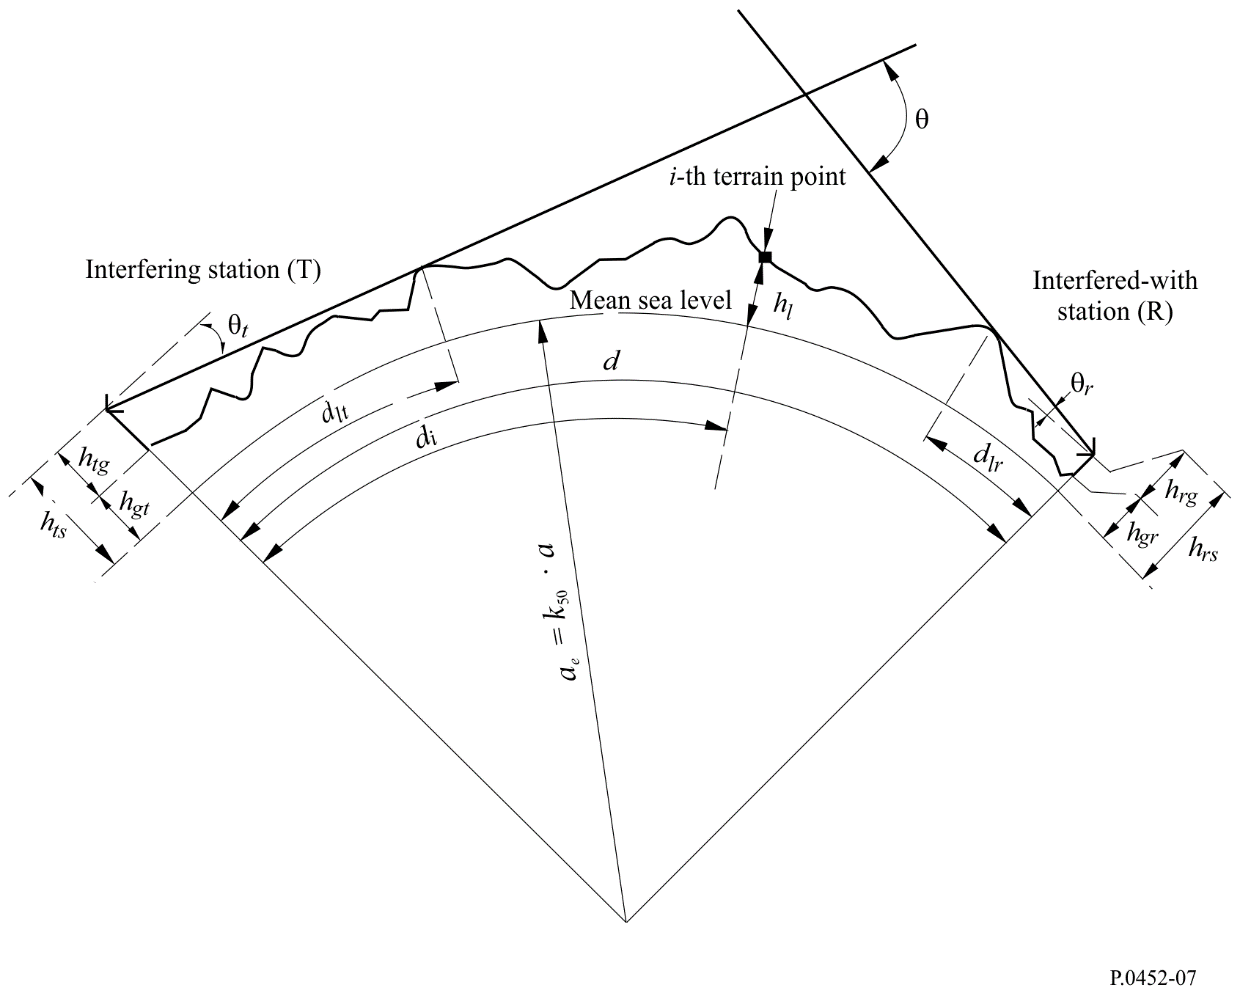 θ
i-th terrain point
Interfering station (T)
Interfered-with
station (R)
Mean sea level
hl
θt
d
θr
dlt
di
dlr
htg
hrg
hgt
hts
hgr
hrs
ae = k50 · a
P.0452-07